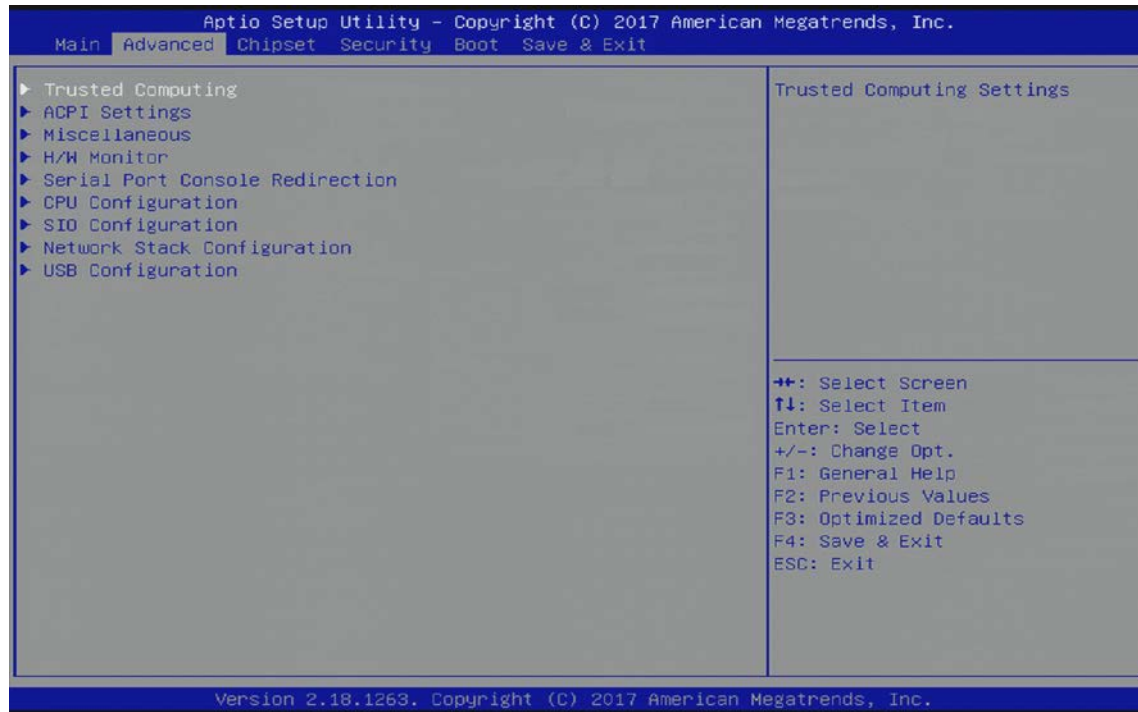 Aptio Setup Utility – Copyright (C) 2017 American Megatrends, Inc.
Main Advanced Chipset Security Boot Save & Exit
▶ Trusted Computing
▶ ACPI Settings
▶ Miscellaneous
▶ H/W Monitor
▶ Serial Port Console Redirection
▶ CPU Configuration
▶ SIO Configuration
▶ Network Stack Configuration
▶ USB Configuration
Trusted Computing Settings
→←: Select Screen
↑↓: Select Item
Enter: Select
+/-: Change Opt.
F1: General Help
F2: Previous Values
F3: Optimized Defaults
F4: Save & Exit
ESC: Exit
Version 2.18.1263. Copyright (C) 2017 American Megatrends, Inc.